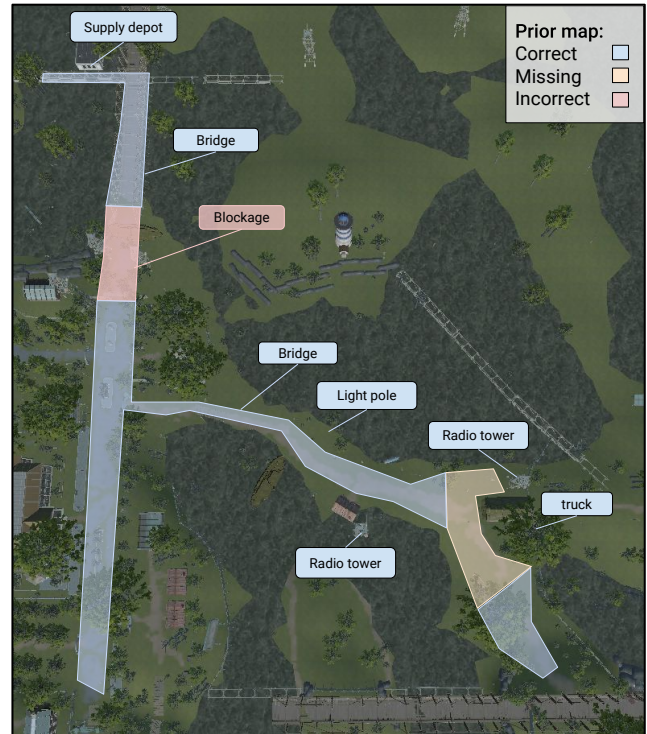 Supply depot
Prior map:
Correct
Missing
Incorrect
Bridge
Blockage
Bridge
Light pole
Radio tower
truck
Radio tower